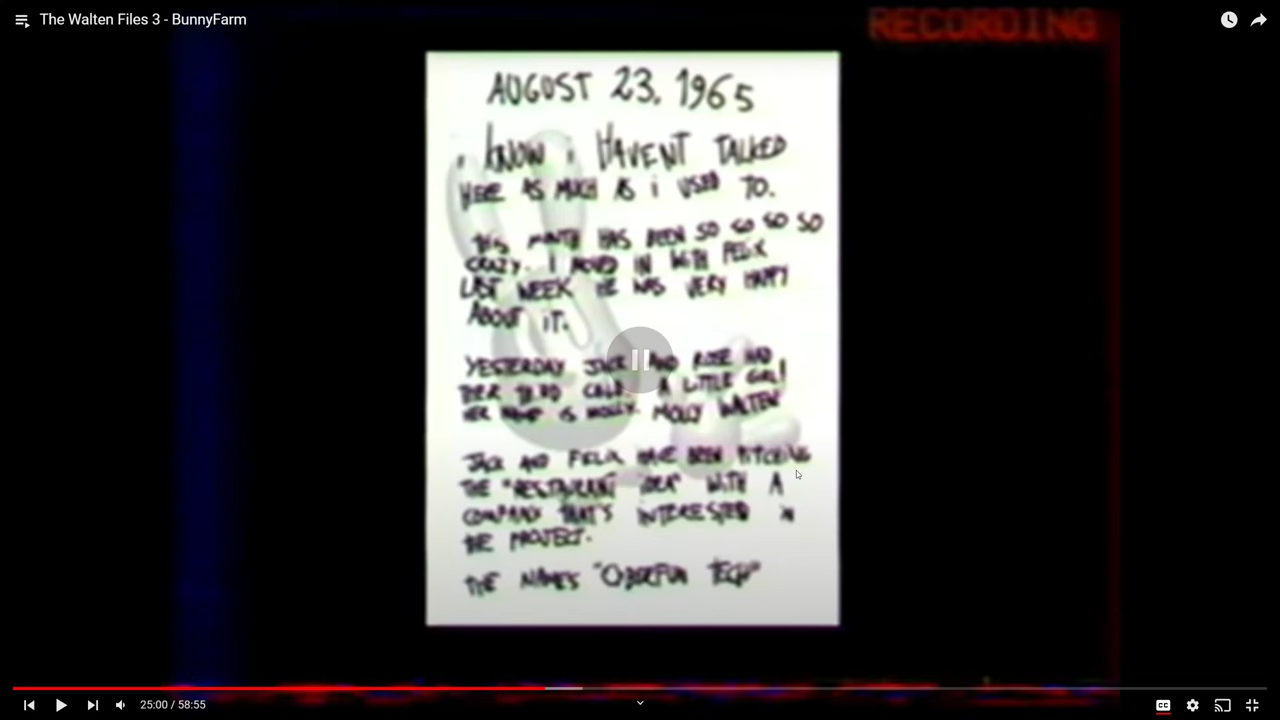 The Walten Files 3 - BunnyFarm
RECORDING
AUGUST 23, 1965
i KNOW i HAVENT TALKED
HERE AS MUCH AS i USED TO.
THIS MONTH HAS BEEN SO SO SO SO
CRAZY. I MOVED IN WITH FELIX
LAST WEEK HE WAS VERY HAPPY
ABOUT iT.
YESTERDAY JACK AND ROSE HAD
THEIR THIRD CHILD. A LITTLE GIRL!
HER NAME IS MOLLY. MOLLY WALTEN
JACK AND FELIX HAVE BEEN PITCHING
THE "RESTAURANT IDEA" WITH A
COMPANY THAT'S INTERESTED IN
THE PROJECT.
THE NAME'S "CYBERFUN TECH"
25:00 / 58:55
CC